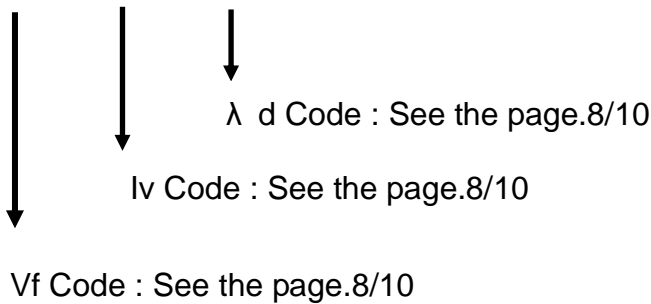 λ d Code : See the page.8/10
Iv Code : See the page.8/10
Vf Code : See the page.8/10